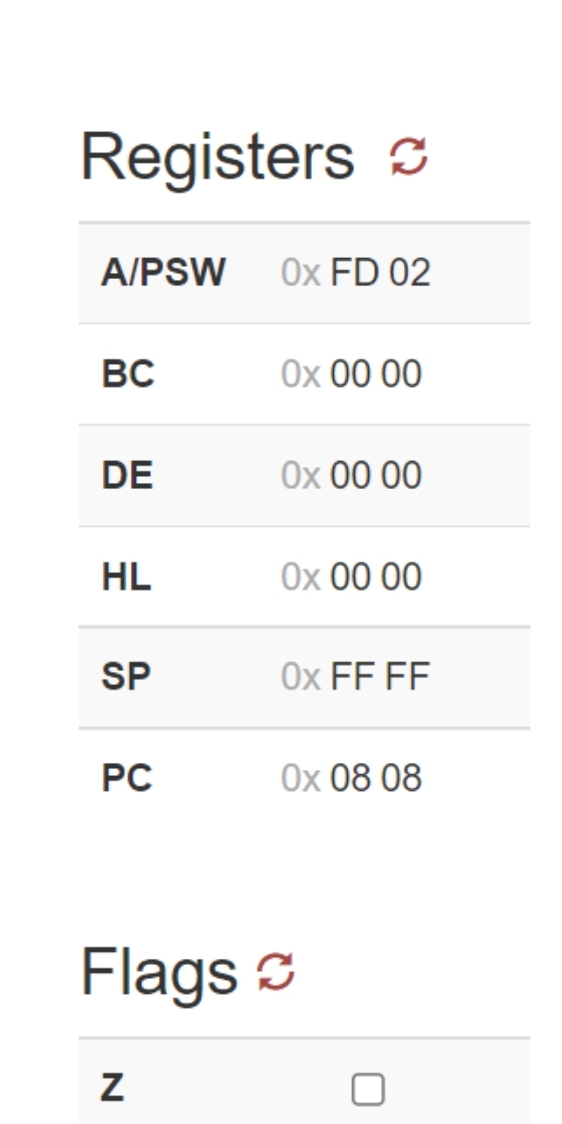 Registers
A/PSW 0x FD 02
BC 0x 00 00
DE 0x 00 00
HL 0x 00 00
SP 0x FF FF
PC 0x 08 08
Flags
Z